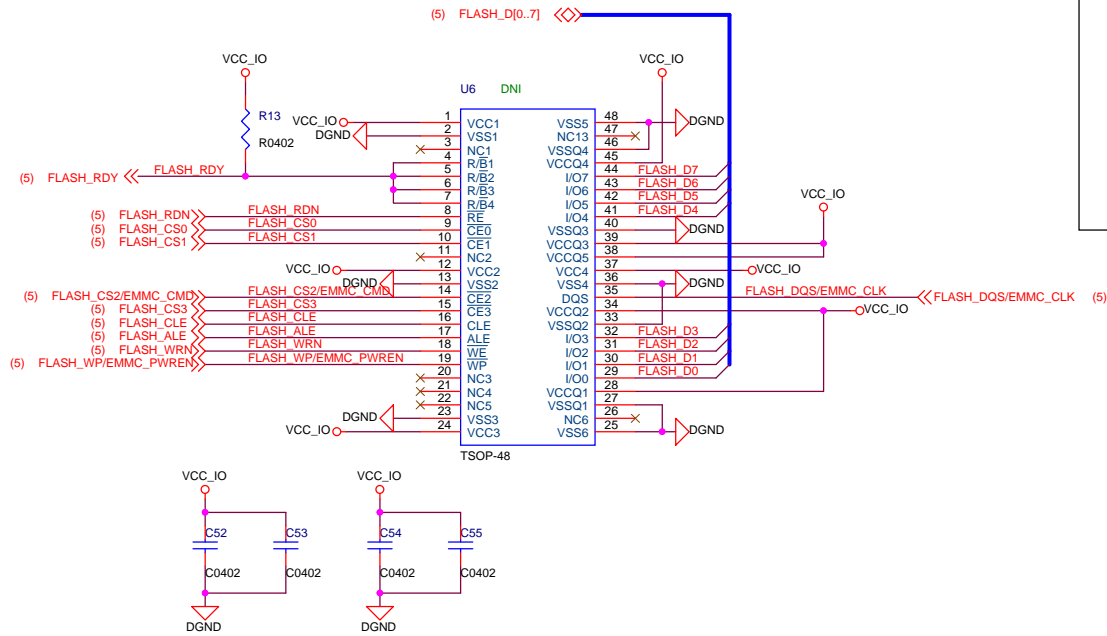 (5) FLASH_D[0..7]
VCC_IO
VCC_IO
U6 DNI
R13
R0402
VCC_IO
DGND
(5) FLASH_RDY
FLASH_RDY
(5) FLASH_RDN
FLASH_RDN
(5) FLASH_CS0
FLASH_CS0
(5) FLASH_CS1
FLASH_CS1
VCC_IO
DGND
(5) FLASH_CS2/EMMC_CMD
FLASH_CS2/EMMC_CMD
(5) FLASH_CS3
FLASH_CS3
(5) FLASH_CLE
FLASH_CLE
(5) FLASH_ALE
FLASH_ALE
(5) FLASH_WRN
FLASH_WRN
(5) FLASH_WP/EMMC_PWREN
FLASH_WP/EMMC_PWREN
DGND
VCC_IO
1 VCC1
2 VSS1
3 NC1
4 R/B1
5 R/B2
6 R/B3
7 R/B4
8 RE
9 CE0
10 CE1
11 NC2
12 VCC2
13 VSS2
14 CE2
15 CE3
16 CLE
17 ALE
18 WE
19 WP
20 NC3
21 NC4
22 NC5
23 VSS3
24 VCC3
VSS5 48
NC13 47
VSSQ4 46
VCCQ4 45
I/O7 44 FLASH_D7
I/O6 43 FLASH_D6
I/O5 42 FLASH_D5
I/O4 41 FLASH_D4
VSSQ3 40
VCCQ3 39
VCCQ5 38
VCC4 37
VSS4 36
DQS 35 FLASH_DQS/EMMC_CLK
VCCQ2 34
VSSQ2 33
I/O3 32 FLASH_D3
I/O2 31 FLASH_D2
I/O1 30 FLASH_D1
I/O0 29 FLASH_D0
VCCQ1 28
VSSQ1 27
NC6 26
VSS6 25
DGND
VCC_IO
DGND
VCC_IO
DGND
FLASH_DQS/EMMC_CLK (5)
VCC_IO
DGND
TSOP-48
VCC_IO
VCC_IO
C52
C53
C54
C55
C0402
C0402
C0402
C0402
DGND
DGND